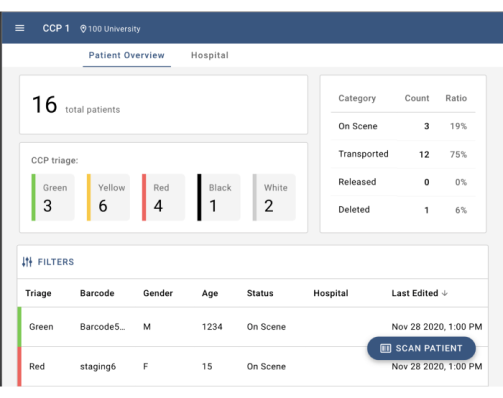 CCP 1 100 University
Patient Overview Hospital
16 total patients
CCP triage:
Green Yellow Red Black White
3 6 4 1 2
Category Count Ratio
On Scene 3 19%
Transported 12 75%
Released 0 0%
Deleted 1 6%
FILTERS
Triage Barcode Gender Age Status Hospital Last Edited ↓
Green Barcode5... M 1234 On Scene Nov 28 2020, 1:00 PM
SCAN PATIENT
Red staging6 F 15 On Scene Nov 28 2020, 1:00 PM